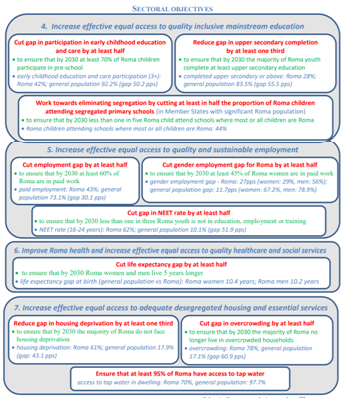 SECTORAL OBJECTIVES
4. Increase effective equal access to quality inclusive mainstream education
Cut gap in participation in early childhood education
and care by at least half
• to ensure that by 2030 at least 70% of Roma children
participate in pre-school
• early childhood education and care participation (3+):
Roma 42%; general population 92.2% (gap 50.2 pps)
Reduce gap in upper secondary completion
by at least one third
• to ensure that by 2030 the majority of Roma youth
complete at least upper secondary education
• completed upper secondary or above: Roma 28%;
general population 83.5% (gap 55.5 pps)
Work towards eliminating segregation by cutting at least in half the proportion of Roma children
attending segregated primary schools (in Member States with significant Roma population)
• to ensure that by 2030 less than one in five Roma child attend schools where most or all children are Roma
• Roma children attending schools where most or all children are Roma: 44%
5. Increase effective equal access to quality and sustainable employment
Cut employment gap by at least half
• to ensure that by 2030 at least 60% of
Roma are in paid work
• paid employment: Roma 43%; general
population 73.1% (gap 30.1 pps)
Cut gender employment gap for Roma by at least half
• to ensure that by 2030 at least 45% of Roma women are in paid work
• gender employment gap - Roma: 27pps (women: 29%, men: 56%);
general population gap: 11.7pps (women: 67.2%, men: 78.9%)
Cut gap in NEET rate by at least half
• to ensure that by 2030 less than one in three Roma youth is not in education, employment or training
• NEET rate (16-24 years): Roma 62%; general population 10.1% (gap 51.9 pps)
6. Improve Roma health and increase effective equal access to quality healthcare and social services
Cut life expectancy gap by at least half
• to ensure that by 2030 Roma women and men live 5 years longer
• life expectancy gap at birth (general population vs Roma): Roma women 10.4 years; Roma men 10.2 years
7. Increase effective equal access to adequate desegregated housing and essential services
Reduce gap in housing deprivation by at least one third
• to ensure that by 2030 the majority of Roma do not face
housing deprivation
• housing deprivation: Roma 61%; general population 17.9%
(gap: 43.1 pps)
Cut gap in overcrowding by at least half
• to ensure that by 2030 the majority of Roma no
longer live in overcrowded households
• overcrowding: Roma 78%; general population
17.1% (gap 60.9 pps)
Ensure that at least 95% of Roma have access to tap water
access to tap water in dwelling: Roma 70%, general population: 97.7%